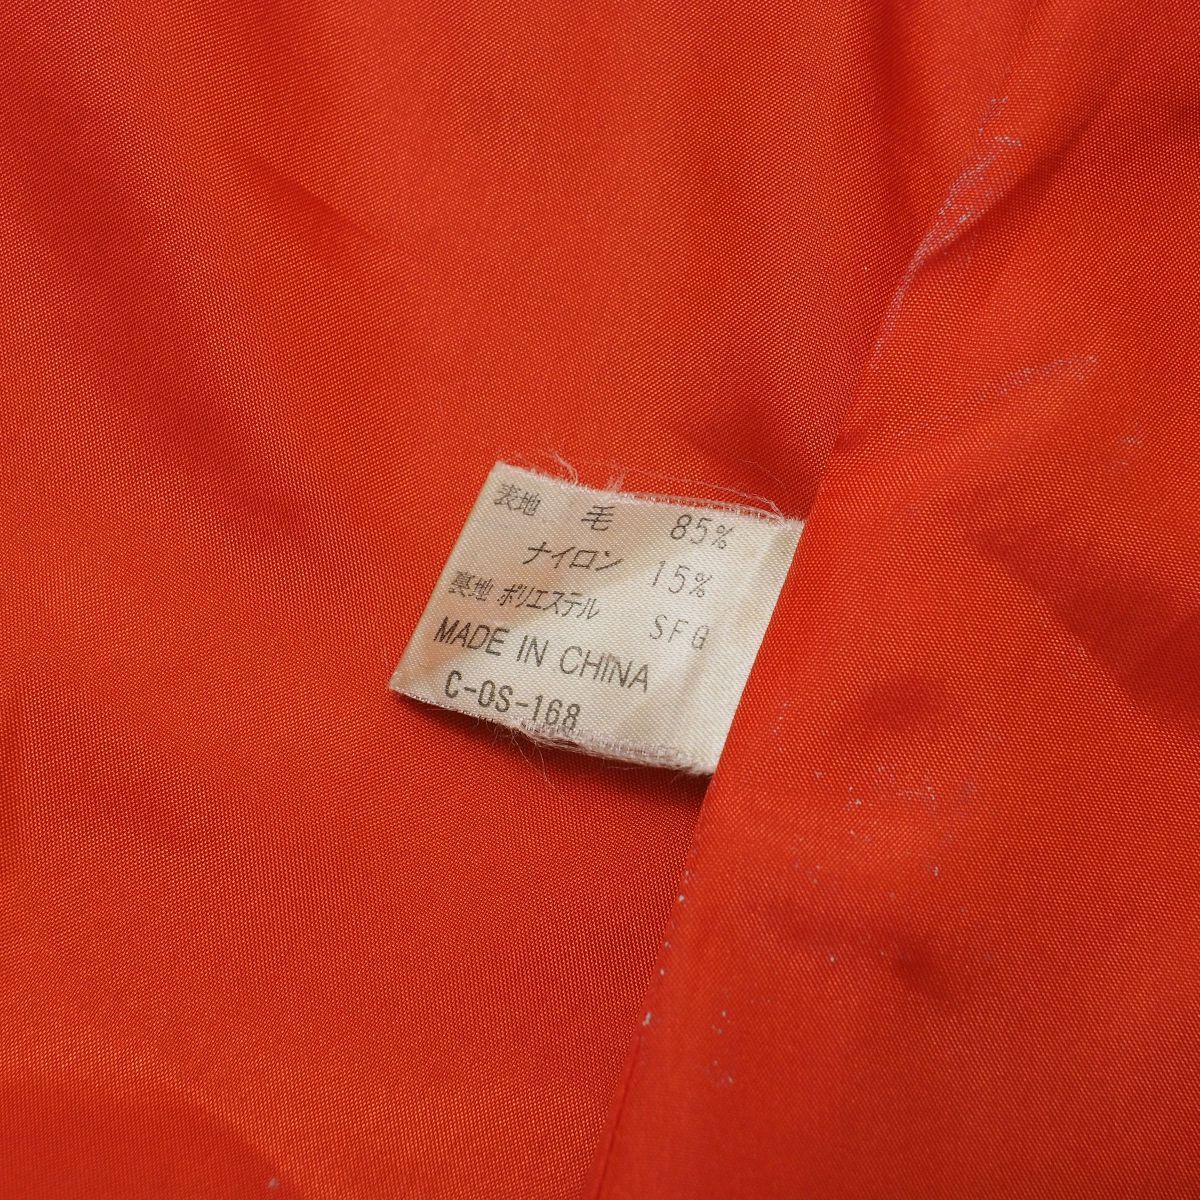 表地 毛 85%
ナイロン 15%
裏地 ポリエステル SFG
MADE IN CHINA
C-OS-168